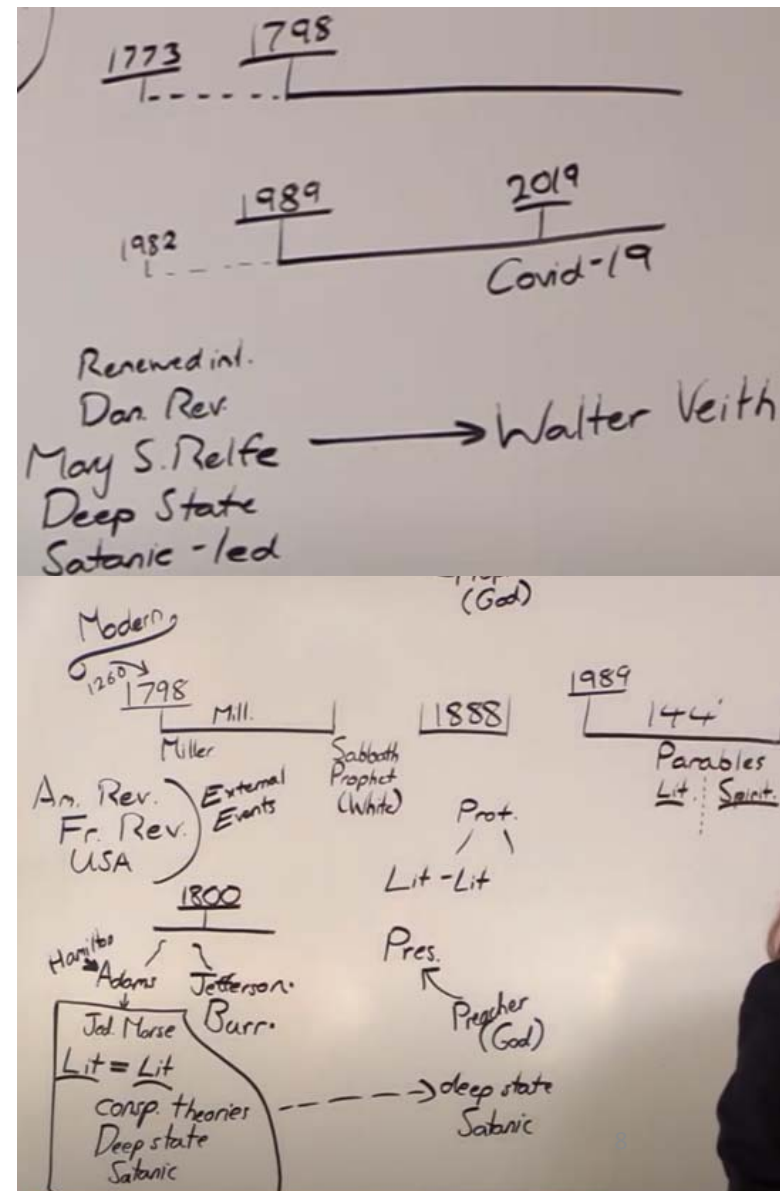 1773 1798
1989 2019
1982
Covid-19
Renewed int.
Dan. Rev.
Mary S. Relfe → Walter Veith
Deep State
Satanic-led
(God)
Modern
1260
1798 Mill. 1888 1989 144
Miller Sabbath Parables
Prophet Lit. Spirit.
(White)
An. Rev. External
Fr. Rev. Events
USA
Prot.
Lit - Lit
1800
Hamilton
Adams Jefferson.
Burr.
Pres.
Preacher
(God)
Jed. Morse
Lit = Lit
consp. theories deep state
Deep state Satanic
Satanic
8